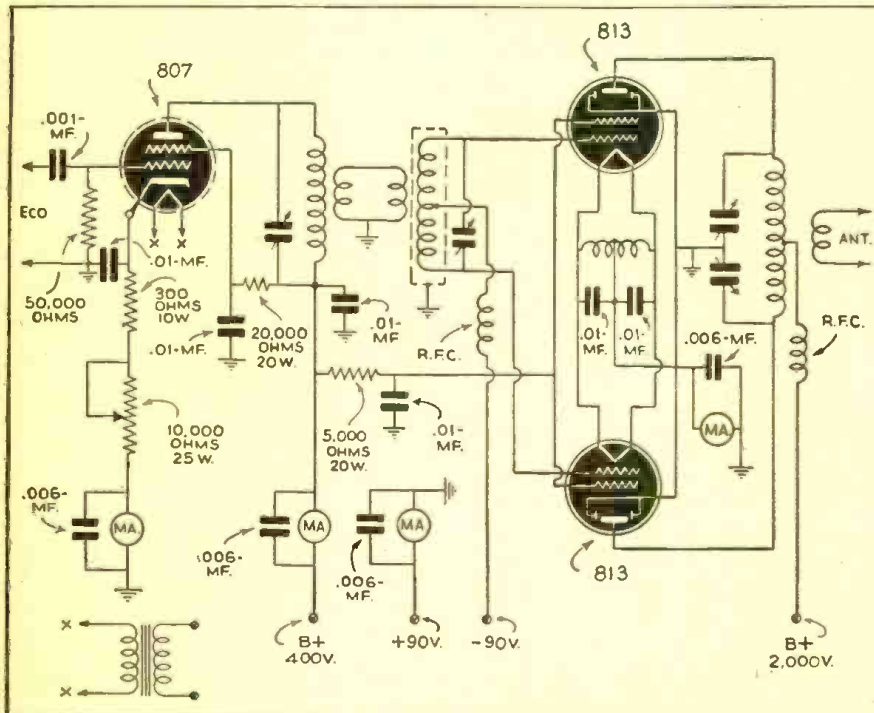 807
813
.001-
MF.
ECO
50,000
OHMS
.01-MF.
300
OHMS
10W.
.01-MF.
20,000
OHMS
20 W.
.01-
MF
R.F.C.
.01-
MF.
.01-
MF.
.006-MF.
MA.
ANT.
R.F.C.
10,000
OHMS
25 W.
5,000
OHMS
20W.
.01-
MF.
.006-
MF.
MA.
.006-
MF.
MA
.006-
MF.
MA
813
X X
X
X
B+
400V.
+90V.
-90V.
B+
2,000V.